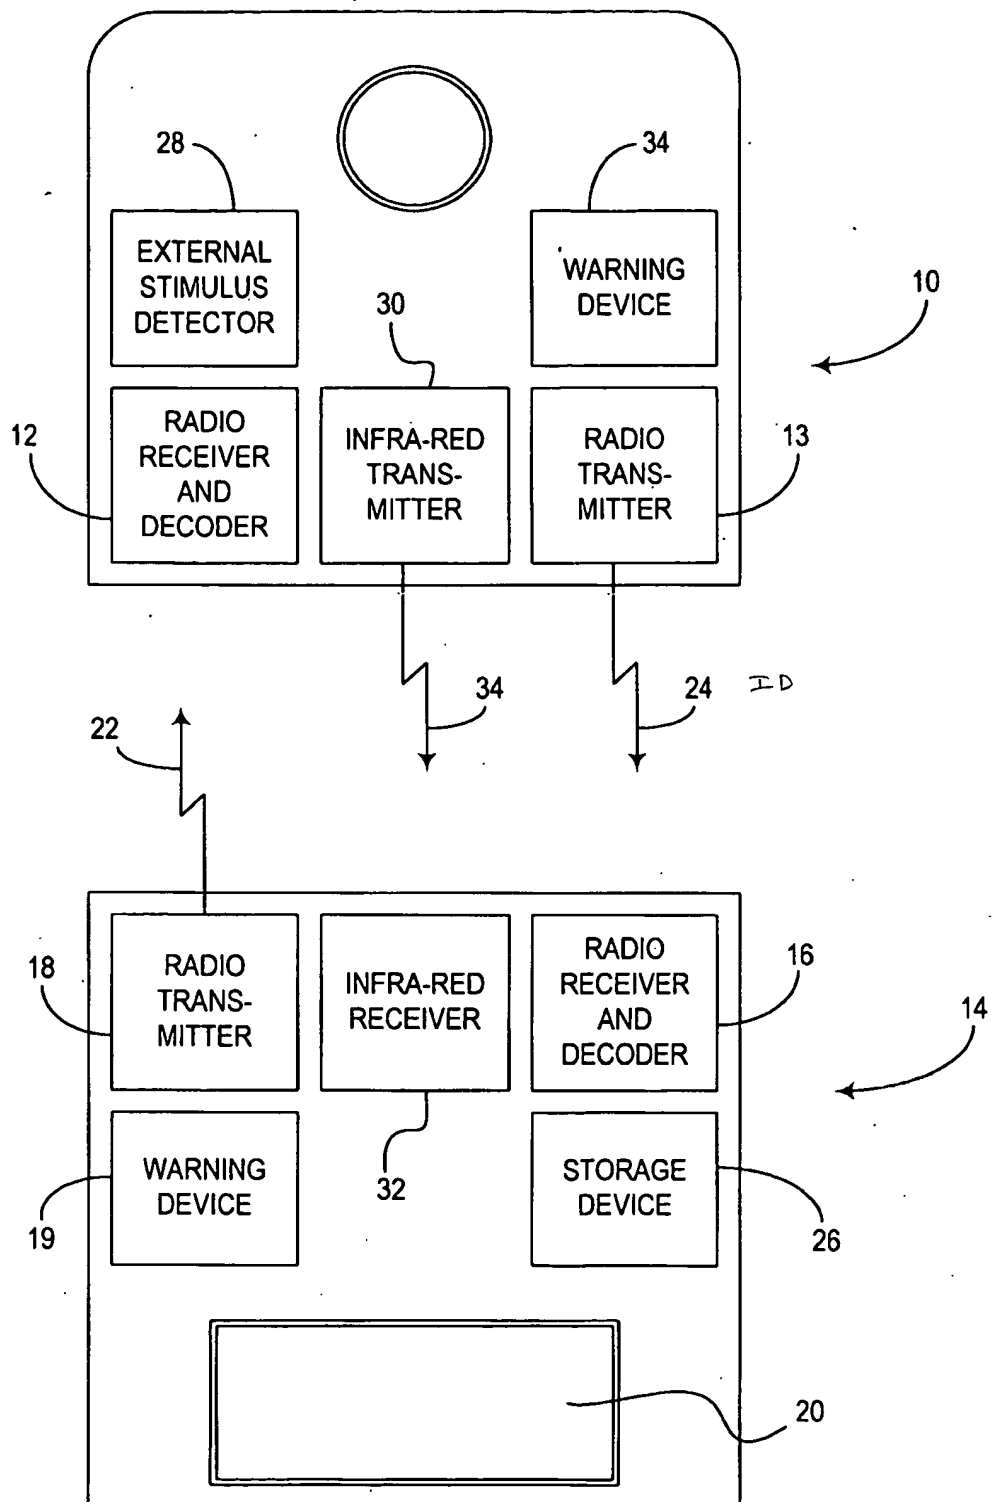 28
34
EXTERNAL
STIMULUS
DETECTOR
WARNING
DEVICE
30
10
12
RADIO
RECEIVER
AND
DECODER
INFRA-RED
TRANS-
MITTER
RADIO
TRANS-
MITTER
13
22
34
24
ID
18
RADIO
TRANS-
MITTER
INFRA-RED
RECEIVER
RADIO
RECEIVER
AND
DECODER
16
14
19
WARNING
DEVICE
32
STORAGE
DEVICE
26
20